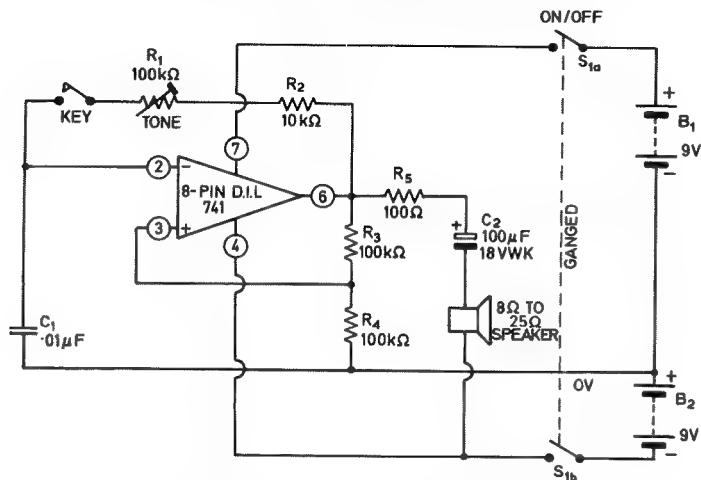 ON/OFF
S1a
R1
100kΩ
TONE
KEY
R2
10kΩ
+
B1
9V
−
7
2
−
8-PIN D.I.L
741
6
3
+
4
R5
100Ω
+
C2
100µF
18VWK
GANGED
R3
100kΩ
R4
100kΩ
C1
·01µF
8Ω TO
25Ω
SPEAKER
0V
+
B2
9V
−
S1b